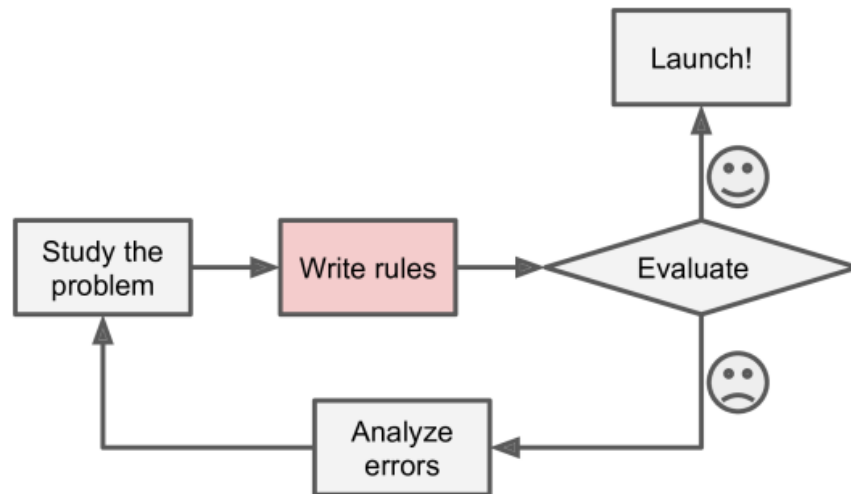 Launch!
Study the
problem
Write rules
Evaluate
Analyze
errors